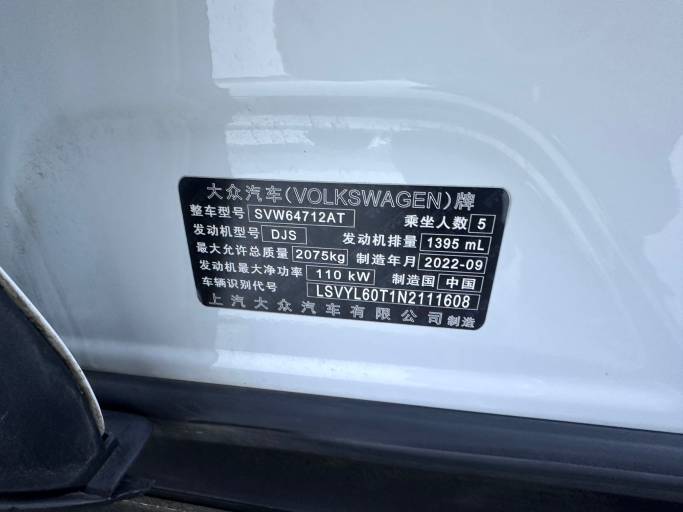 大众汽车(VOLKSWAGEN)牌
整车型号 SVW64712AT 乘坐人数 5
发动机型号 DJS 发动机排量 1395 mL
最大允许总质量 2075kg 制造年月 2022-09
发动机最大净功率 110 kW 制造国 中国
车辆识别代号 LSVYL60T1N2111608
上汽大众汽车有限公司制造